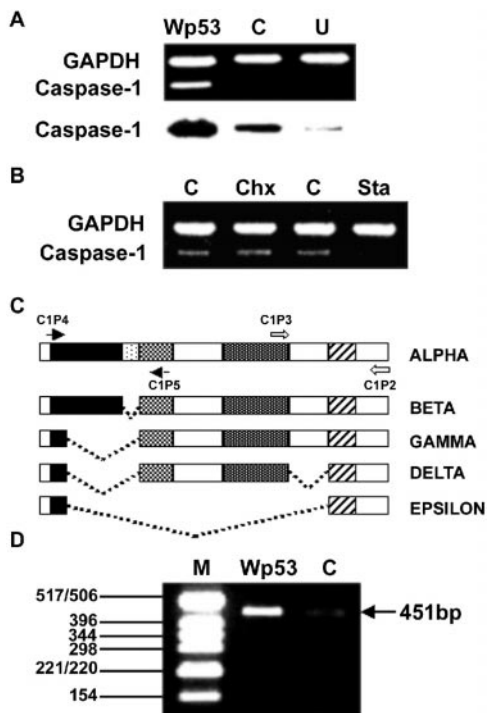 A
Wp53 C U
GAPDH
Caspase-1
Caspase-1
B
C Chx C Sta
GAPDH
Caspase-1
C
C1P4 C1P3
ALPHA
C1P5 C1P2
BETA
GAMMA
DELTA
EPSILON
D
M Wp53 C
517/506
451bp
396
344
298
221/220
154